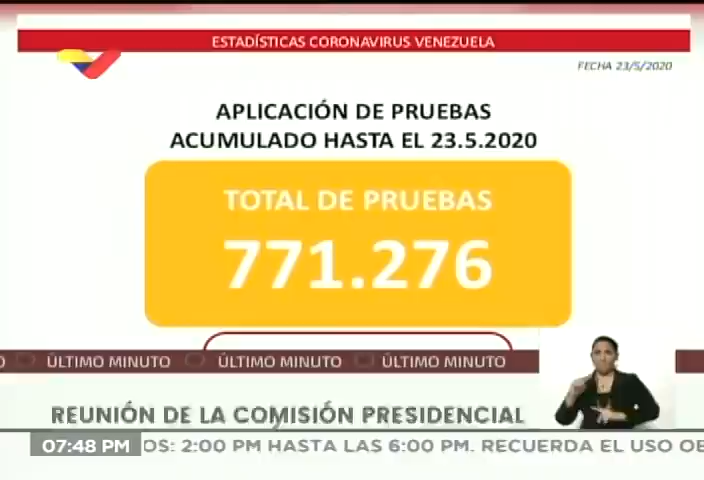 ESTADÍSTICAS CORONAVIRUS VENEZUELA
FECHA 23/5/2020
APLICACIÓN DE PRUEBAS
ACUMULADO HASTA EL 23.5.2020
TOTAL DE PRUEBAS
771.276
ÚLTIMO MINUTO ÚLTIMO MINUTO ÚLTIMO MINUTO
REUNIÓN DE LA COMISIÓN PRESIDENCIAL
07:48 PM OS: 2:00 PM HASTA LAS 6:00 PM. RECUERDA EL USO OB